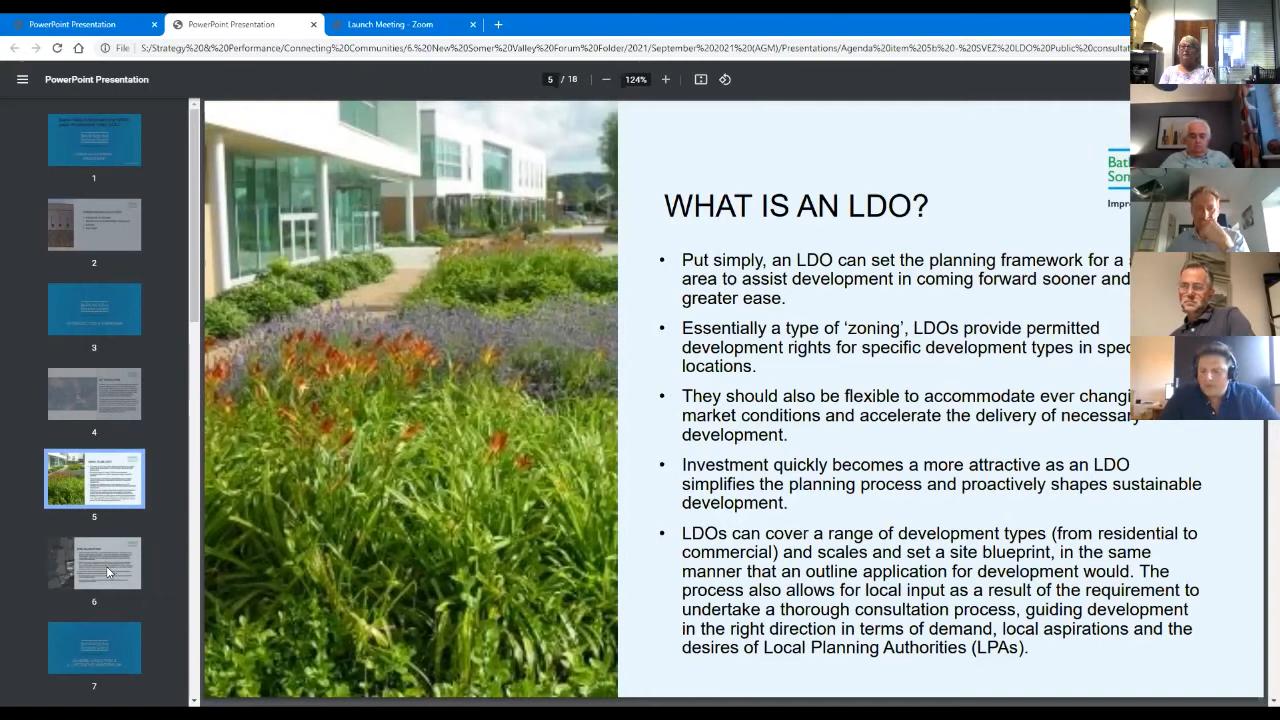 PowerPoint Presentation
PowerPoint Presentation
Launch Meeting - Zoom
File
S:/Strategy%20&%20Performance/Connecting%20Communities/6.%20New%20Somer%20Valley%20Forum%20Folder/2021/September%202021%20(AGM)/Presentations/Agenda%20item%205b%20-%20SVEZ%20LDO%20Public%20consultat
PowerPoint Presentation
5 / 18
124%
1
2
3
4
5
6
7
Bath
Som
Impro
WHAT IS AN LDO?
• Put simply, an LDO can set the planning framework for a
area to assist development in coming forward sooner and
greater ease.
• Essentially a type of ‘zoning’, LDOs provide permitted
development rights for specific development types in spec
locations.
• They should also be flexible to accommodate ever changi
market conditions and accelerate the delivery of necessary
development.
• Investment quickly becomes a more attractive as an LDO
simplifies the planning process and proactively shapes sustainable
development.
• LDOs can cover a range of development types (from residential to
commercial) and scales and set a site blueprint, in the same
manner that an outline application for development would. The
process also allows for local input as a result of the requirement to
undertake a thorough consultation process, guiding development
in the right direction in terms of demand, local aspirations and the
desires of Local Planning Authorities (LPAs).